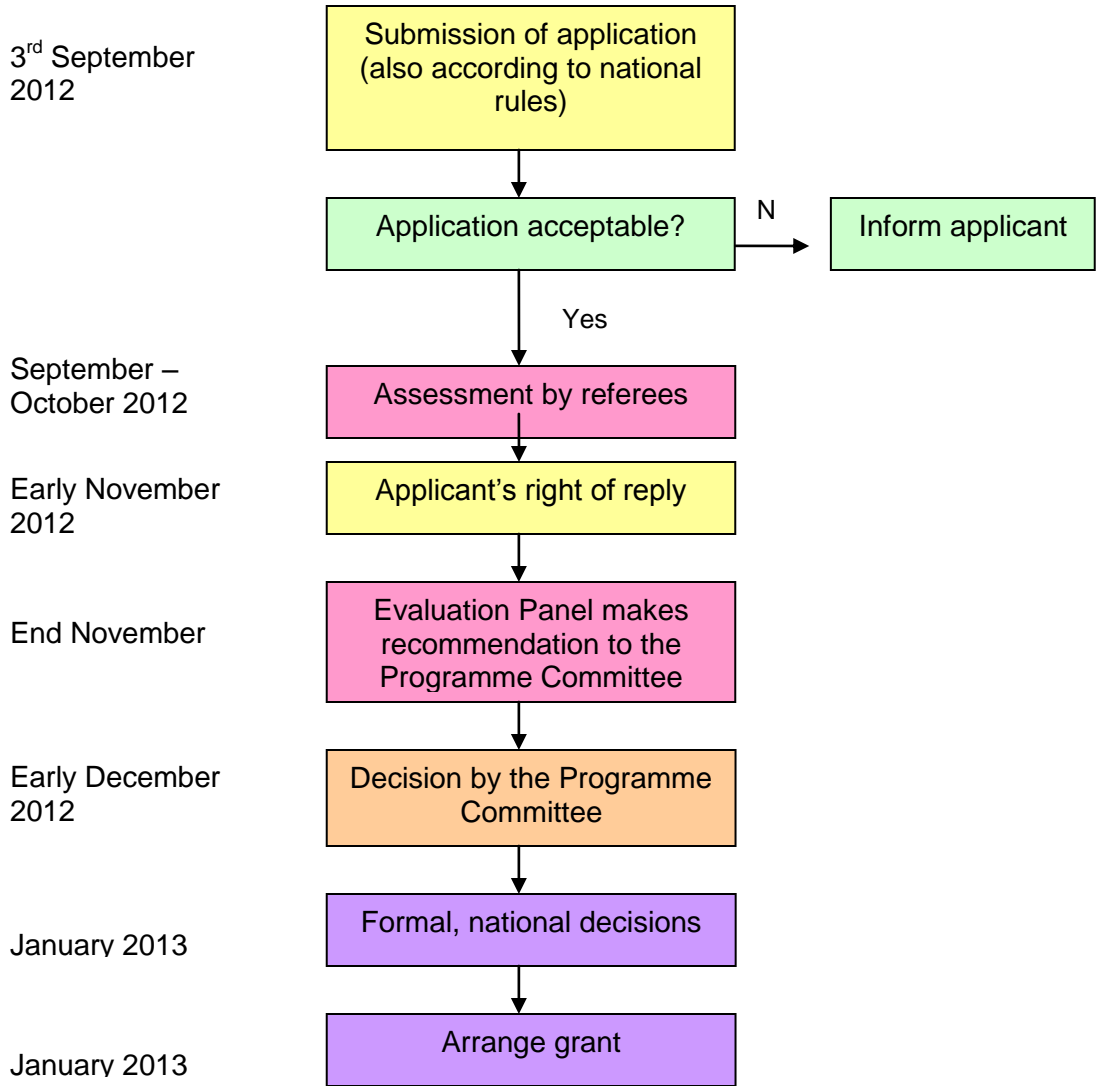 3rd September
2012
Submission of application
(also according to national
rules)
Application acceptable?
N
Inform applicant
Yes
September –
October 2012
Assessment by referees
Early November
2012
Applicant’s right of reply
End November
Evaluation Panel makes
recommendation to the
Programme Committee
Early December
2012
Decision by the Programme
Committee
January 2013
Formal, national decisions
January 2013
Arrange grant